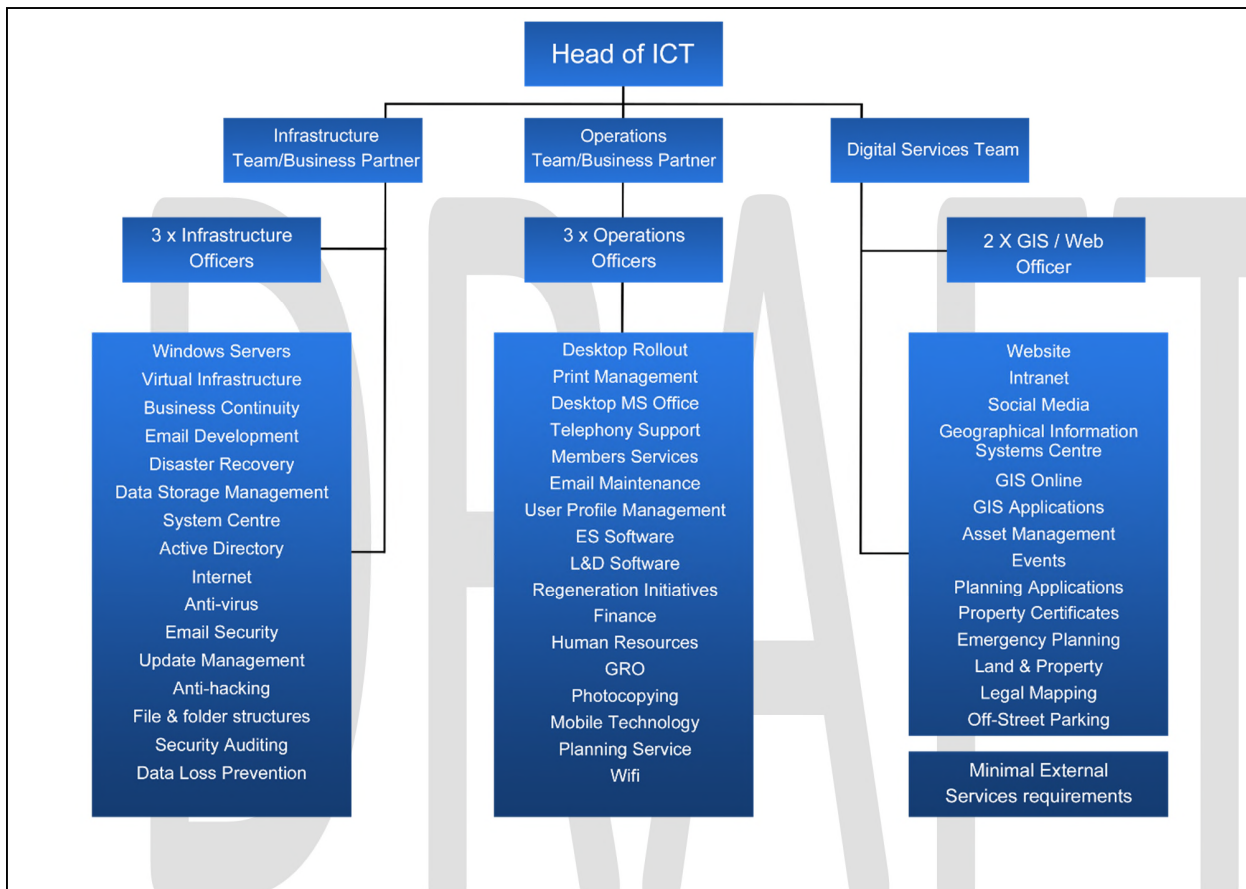 Head of ICT
Infrastructure
Team/Business Partner
Operations
Team/Business Partner
Digital Services Team
3 x Infrastructure
Officers
3 x Operations
Officers
2 X GIS / Web
Officer
Windows Servers
Virtual Infrastructure
Business Continuity
Email Development
Disaster Recovery
Data Storage Management
System Centre
Active Directory
Internet
Anti-virus
Email Security
Update Management
Anti-hacking
File & folder structures
Security Auditing
Data Loss Prevention
Desktop Rollout
Print Management
Desktop MS Office
Telephony Support
Members Services
Email Maintenance
User Profile Management
ES Software
L&D Software
Regeneration Initiatives
Finance
Human Resources
GRO
Photocopying
Mobile Technology
Planning Service
Wifi
Website
Intranet
Social Media
Geographical Information
Systems Centre
GIS Online
GIS Applications
Asset Management
Events
Planning Applications
Property Certificates
Emergency Planning
Land & Property
Legal Mapping
Off-Street Parking
Minimal External
Services requirements
DRAFT